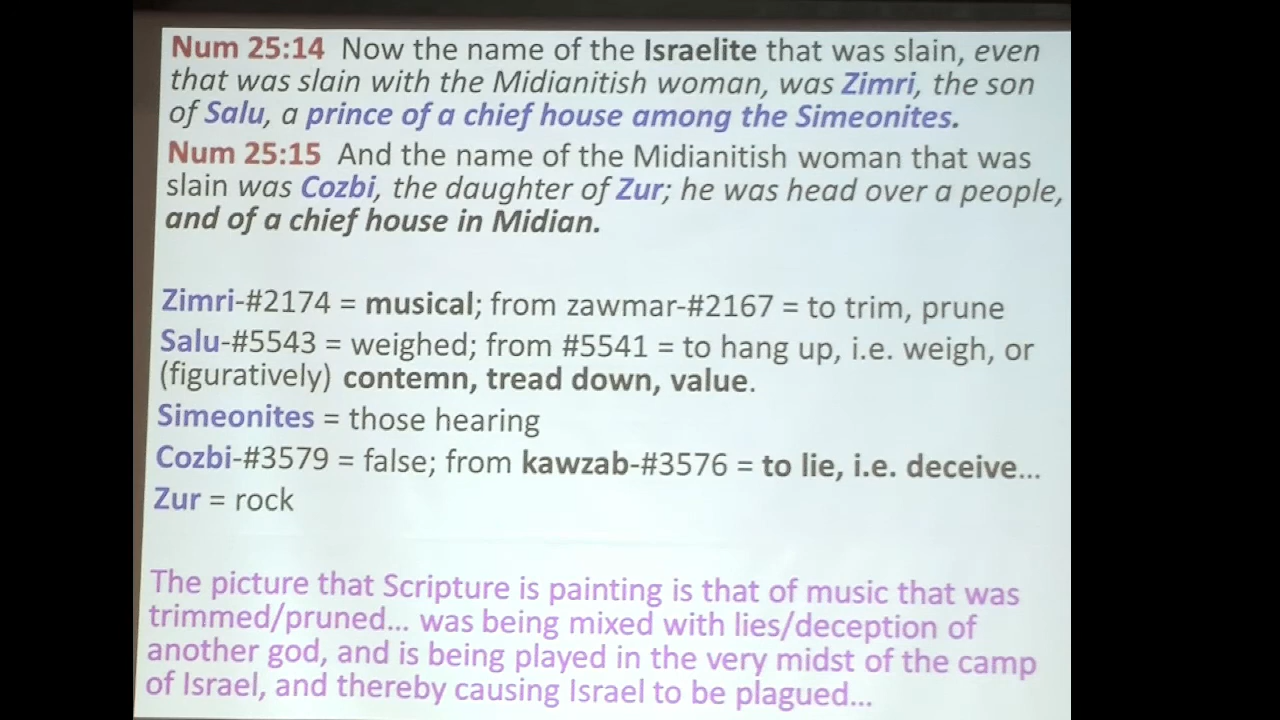 Num 25:14 Now the name of the Israelite that was slain, even
that was slain with the Midianitish woman, was Zimri, the son
of Salu, a prince of a chief house among the Simeonites.
Num 25:15 And the name of the Midianitish woman that was
slain was Cozbi, the daughter of Zur; he was head over a people,
and of a chief house in Midian.
Zimri-#2174 = musical; from zawmar-#2167 = to trim, prune
Salu-#5543 = weighed; from #5541 = to hang up, i.e. weigh, or
(figuratively) contemn, tread down, value.
Simeonites = those hearing
Cozbi-#3579 = false; from kawzab-#3576 = to lie, i.e. deceive...
Zur = rock
The picture that Scripture is painting is that of music that was
trimmed/pruned... was being mixed with lies/deception of
another god, and is being played in the very midst of the camp
of Israel, and thereby causing Israel to be plagued...